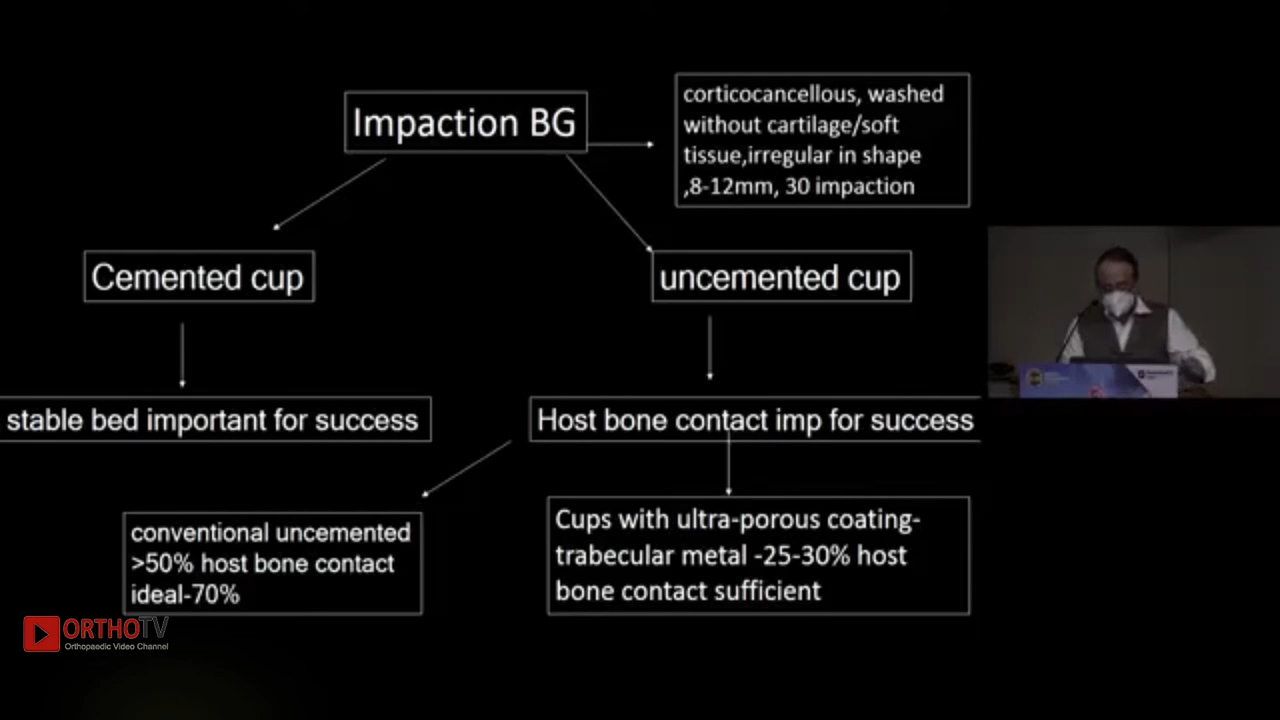 Impaction BG
corticocancellous, washed
without cartilage/soft
tissue,irregular in shape
,8-12mm, 30 impaction
Cemented cup
uncemented cup
stable bed important for success
Host bone contact imp for success
conventional uncemented
>50% host bone contact
ideal-70%
Cups with ultra-porous coating-
trabecular metal -25-30% host
bone contact sufficient
ORTHOTV
Orthopaedic Video Channel